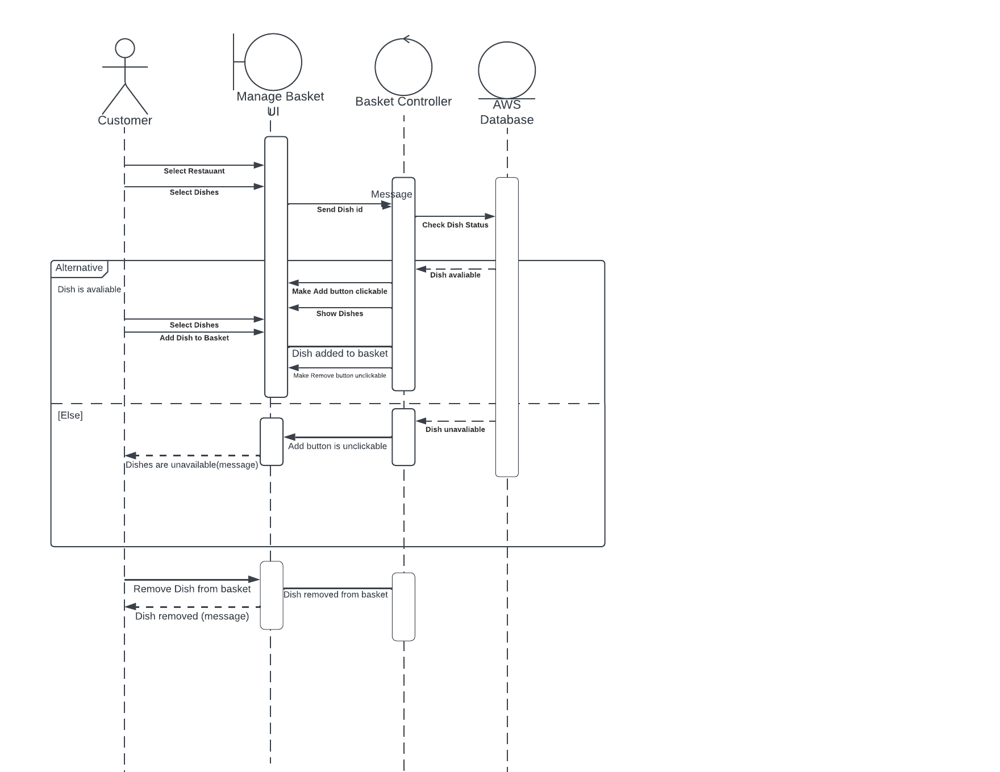 Customer
Manage Basket
UI
Basket Controller
AWS
Database
Select Restauant
Select Dishes
Message
Send Dish id
Check Dish Status
Alternative
Dish avaliable
Dish is avaliable
Make Add button clickable
Show Dishes
Select Dishes
Add Dish to Basket
Dish added to basket
Make Remove button unclickable
[Else]
Dish unavaliable
Add button is unclickable
Dishes are unavailable(message)
Remove Dish from basket
Dish removed from basket
Dish removed (message)